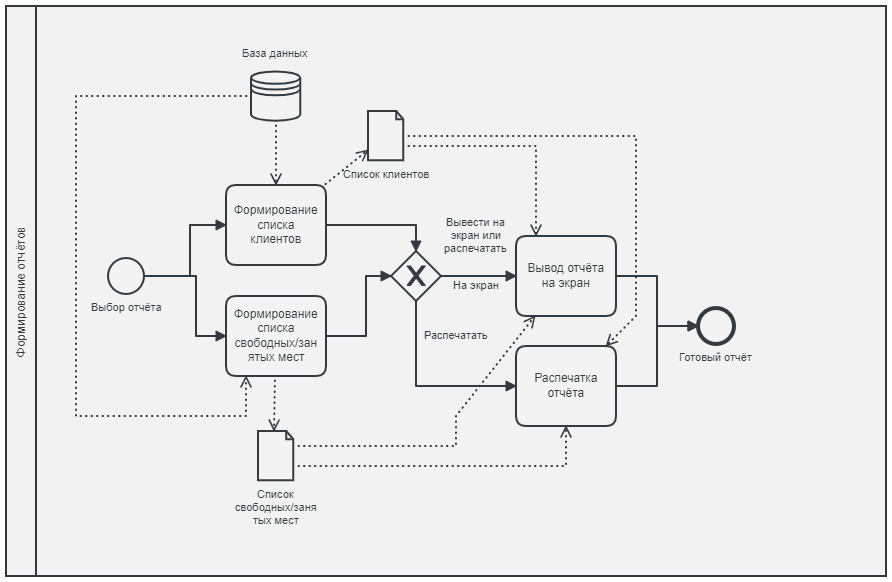 Формирование отчётов
База данных
Список клиентов
Формирование
списка
клиентов
Вывести на
экран или
распечатать
Вывод отчёта
на экран
На экран
Выбор отчёта
Формирование
списка
свободных/зан
ятых мест
Распечатать
Готовый отчёт
Распечатка
отчёта
Список
свободных/заня
тых мест